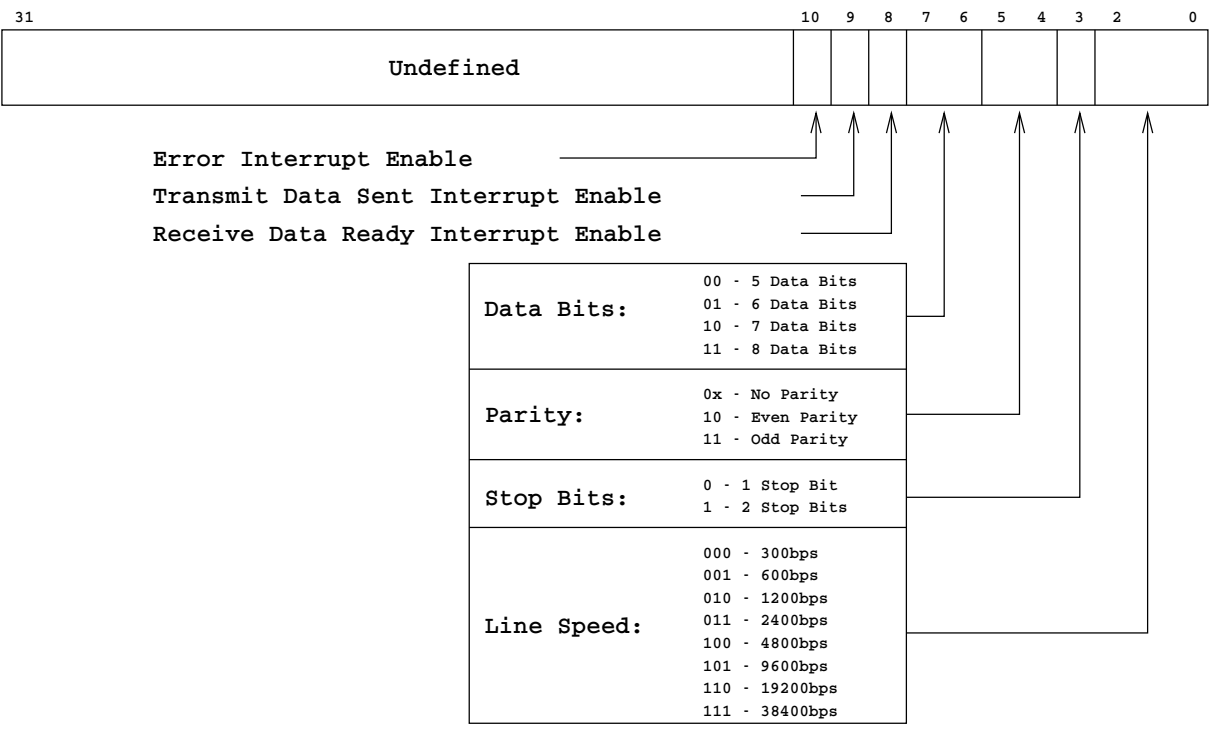 31 10 9 8 7 6 5 4 3 2 0
Undefined
Error Interrupt Enable
Transmit Data Sent Interrupt Enable
Receive Data Ready Interrupt Enable
Data Bits:
00 - 5 Data Bits
01 - 6 Data Bits
10 - 7 Data Bits
11 - 8 Data Bits
Parity:
0x - No Parity
10 - Even Parity
11 - Odd Parity
Stop Bits:
0 - 1 Stop Bit
1 - 2 Stop Bits
Line Speed:
000 - 300bps
001 - 600bps
010 - 1200bps
011 - 2400bps
100 - 4800bps
101 - 9600bps
110 - 19200bps
111 - 38400bps